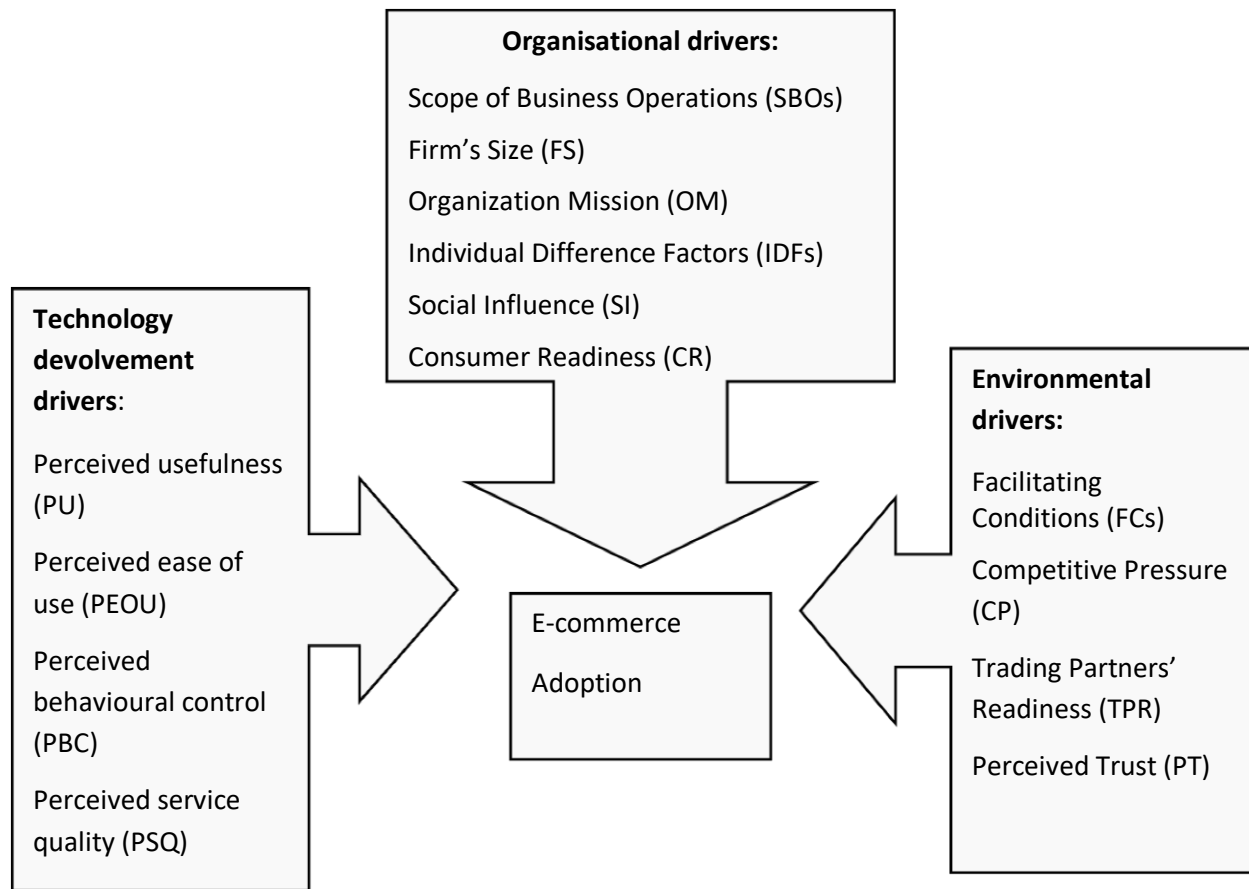 Organisational drivers:
Scope of Business Operations (SBOs)
Firm’s Size (FS)
Organization Mission (OM)
Individual Difference Factors (IDFs)
Social Influence (SI)
Consumer Readiness (CR)
Technology
devolvement
drivers:
Perceived usefulness
(PU)
Perceived ease of
use (PEOU)
Perceived
behavioural control
(PBC)
Perceived service
quality (PSQ)
E-commerce
Adoption
Environmental
drivers:
Facilitating
Conditions (FCs)
Competitive Pressure
(CP)
Trading Partners’
Readiness (TPR)
Perceived Trust (PT)